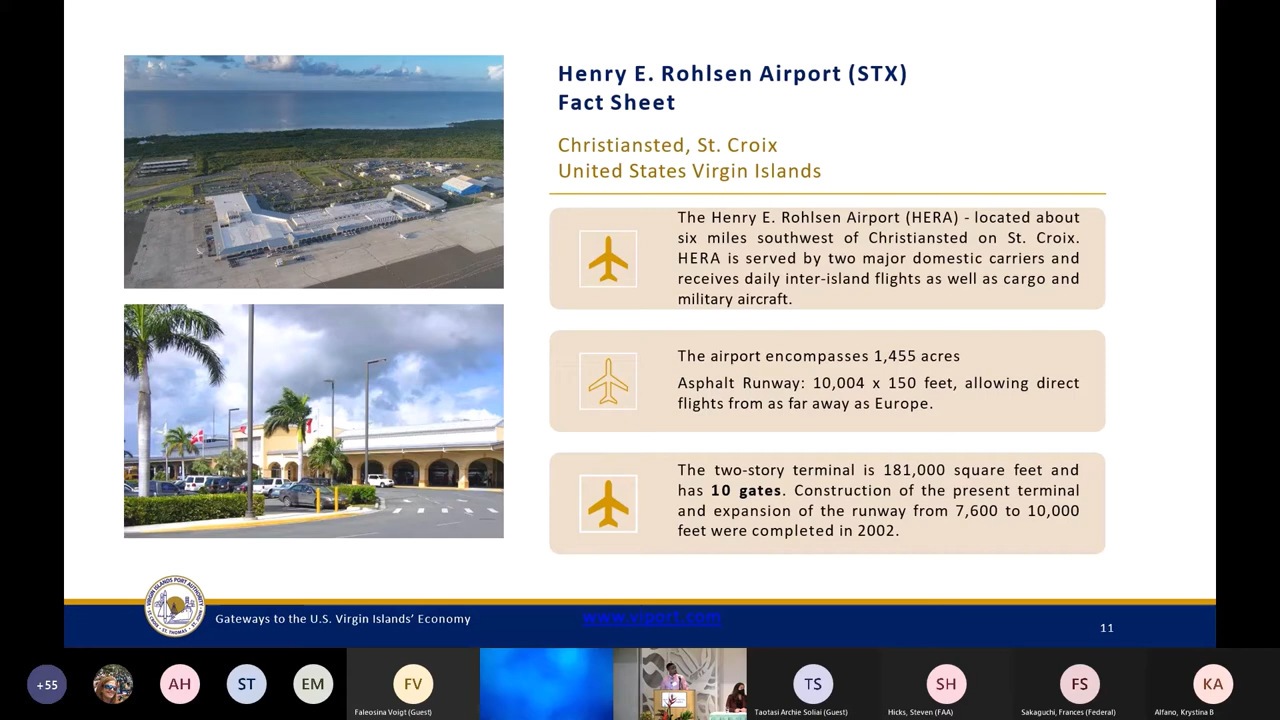 Henry E. Rohlsen Airport (STX)
Fact Sheet
Christiansted, St. Croix
United States Virgin Islands
The Henry E. Rohlsen Airport (HERA) - located about
six miles southwest of Christiansted on St. Croix.
HERA is served by two major domestic carriers and
receives daily inter-island flights as well as cargo and
military aircraft.
The airport encompasses 1,455 acres
Asphalt Runway: 10,004 x 150 feet, allowing direct
flights from as far away as Europe.
The two-story terminal is 181,000 square feet and
has 10 gates. Construction of the present terminal
and expansion of the runway from 7,600 to 10,000
feet were completed in 2002.
VIRGIN ISLANDS PORT AUTHORITY
ST. THOMAS
Gateways to the U.S. Virgin Islands’ Economy
www.viport.com
11
+55
AH
ST
EM
FV
Faleosina Voigt (Guest)
TS
Taotasi Archie Soliai (Guest)
SH
Hicks, Steven (FAA)
FS
Sakaguchi, Frances (Federal)
KA
Alfano, Krystina B